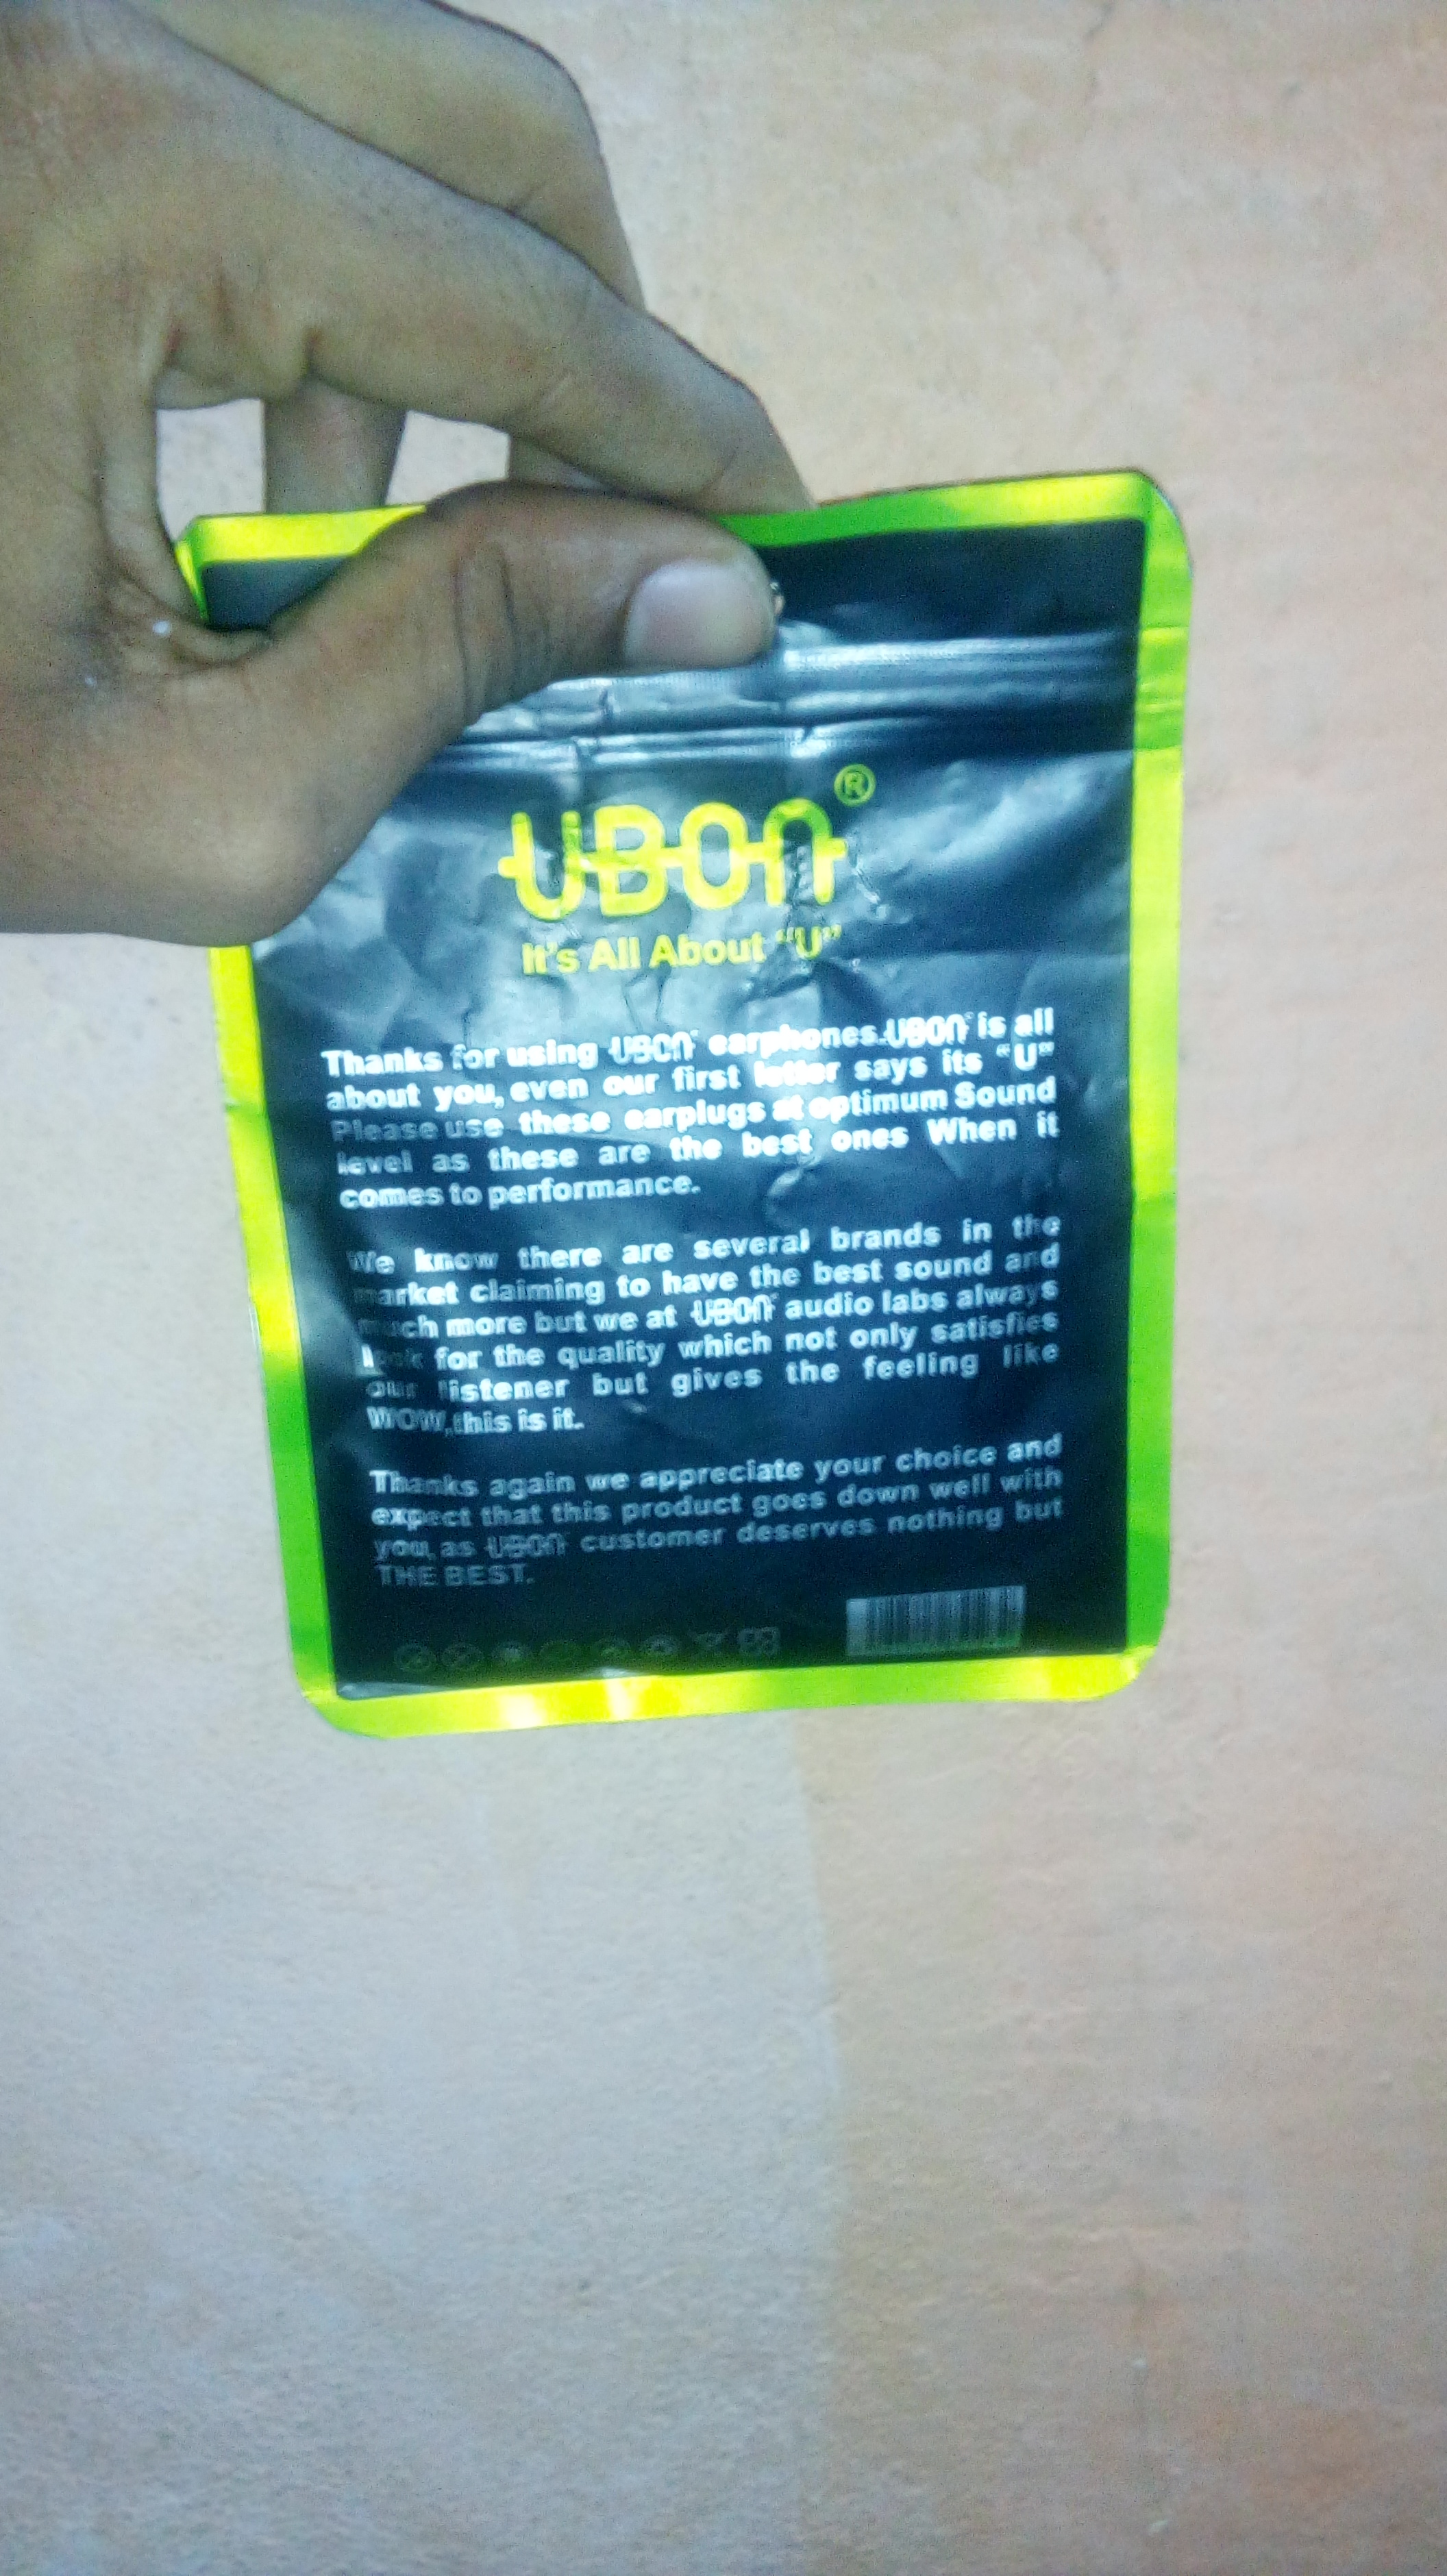 UBON®
It's All About “U”
Thanks for using UBON earphones.UBON is all
about you, even our first letter says its “U”
Please use these earplugs at optimum Sound
level as these are the best ones When it
comes to performance.
We know there are several brands in the
market claiming to have the best sound and
much more but we at UBON audio labs always
look for the quality which not only satisfies
our listener but gives the feeling like
WOW,this is it.
Thanks again we appreciate your choice and
expect that this product goes down well with
you, as UBON customer deserves nothing but
THE BEST.